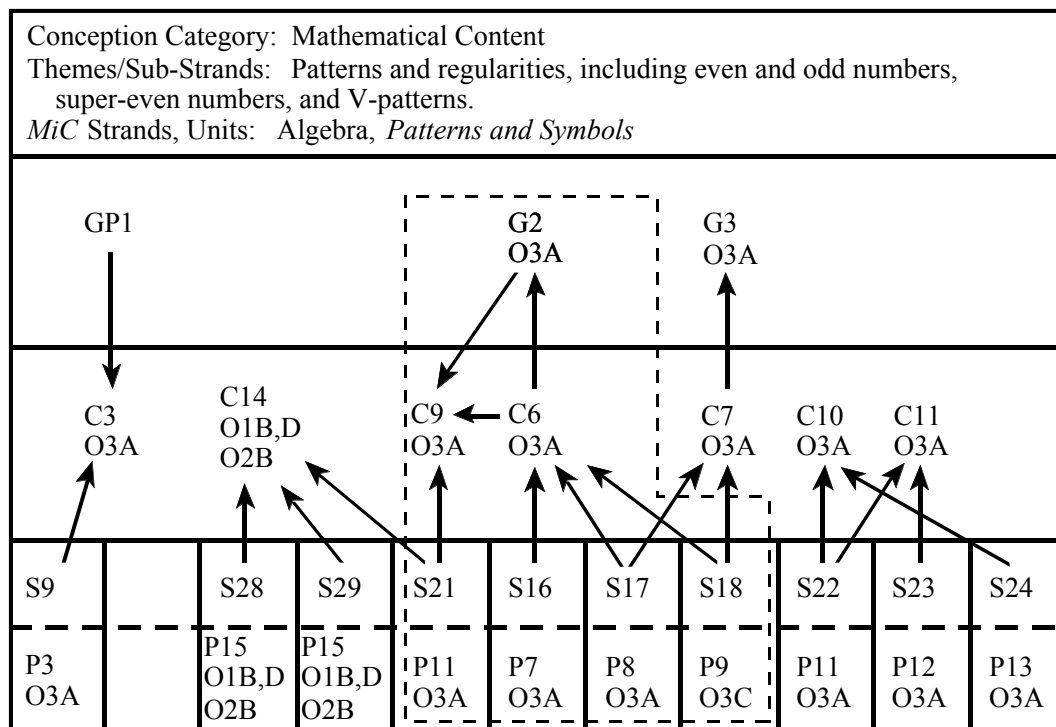 Conception Category: Mathematical Content
Themes/Sub-Strands: Patterns and regularities, including even and odd numbers,
super-even numbers, and V-patterns.
MiC Strands, Units: Algebra, Patterns and Symbols
GP1
G2
O3A
G3
O3A
C3
O3A
C14
O1B,D
O2B
C9
O3A
C6
O3A
C7
O3A
C10
O3A
C11
O3A
S9
S28
S29
S21
S16
S17
S18
S22
S23
S24
P3
O3A
P15
O1B,D
O2B
P15
O1B,D
O2B
P11
O3A
P7
O3A
P8
O3A
P9
O3C
P11
O3A
P12
O3A
P13
O3A